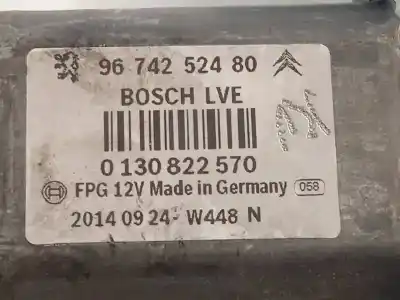 96 742 524 80
BOSCH LVE
0 130 822 570
FPG 12V Made in Germany 058
2014 09 24- W448 N